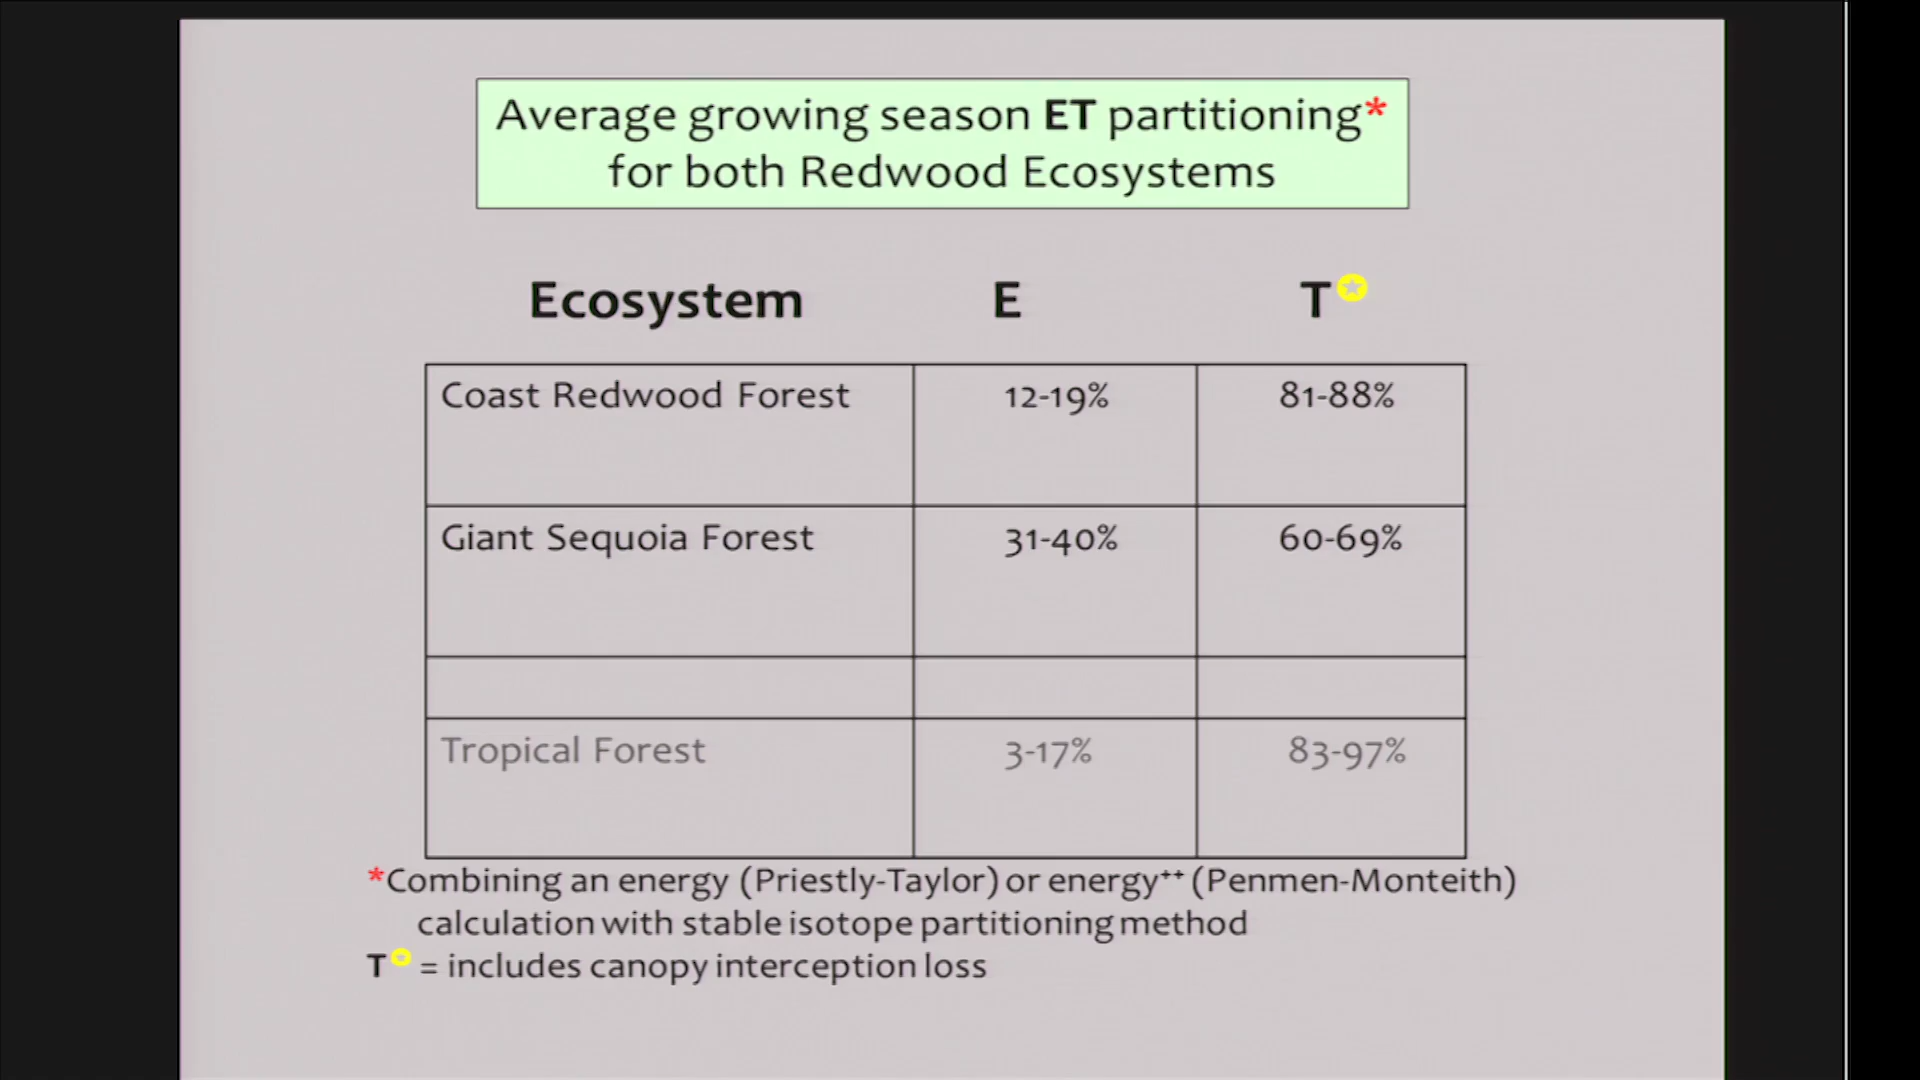 Average growing season ET partitioning*
for both Redwood Ecosystems
Ecosystem E T
Coast Redwood Forest 12-19% 81-88%
Giant Sequoia Forest 31-40% 60-69%
Tropical Forest 3-17% 83-97%
*Combining an energy (Priestly-Taylor) or energy++ (Penmen-Monteith)
calculation with stable isotope partitioning method
T = includes canopy interception loss